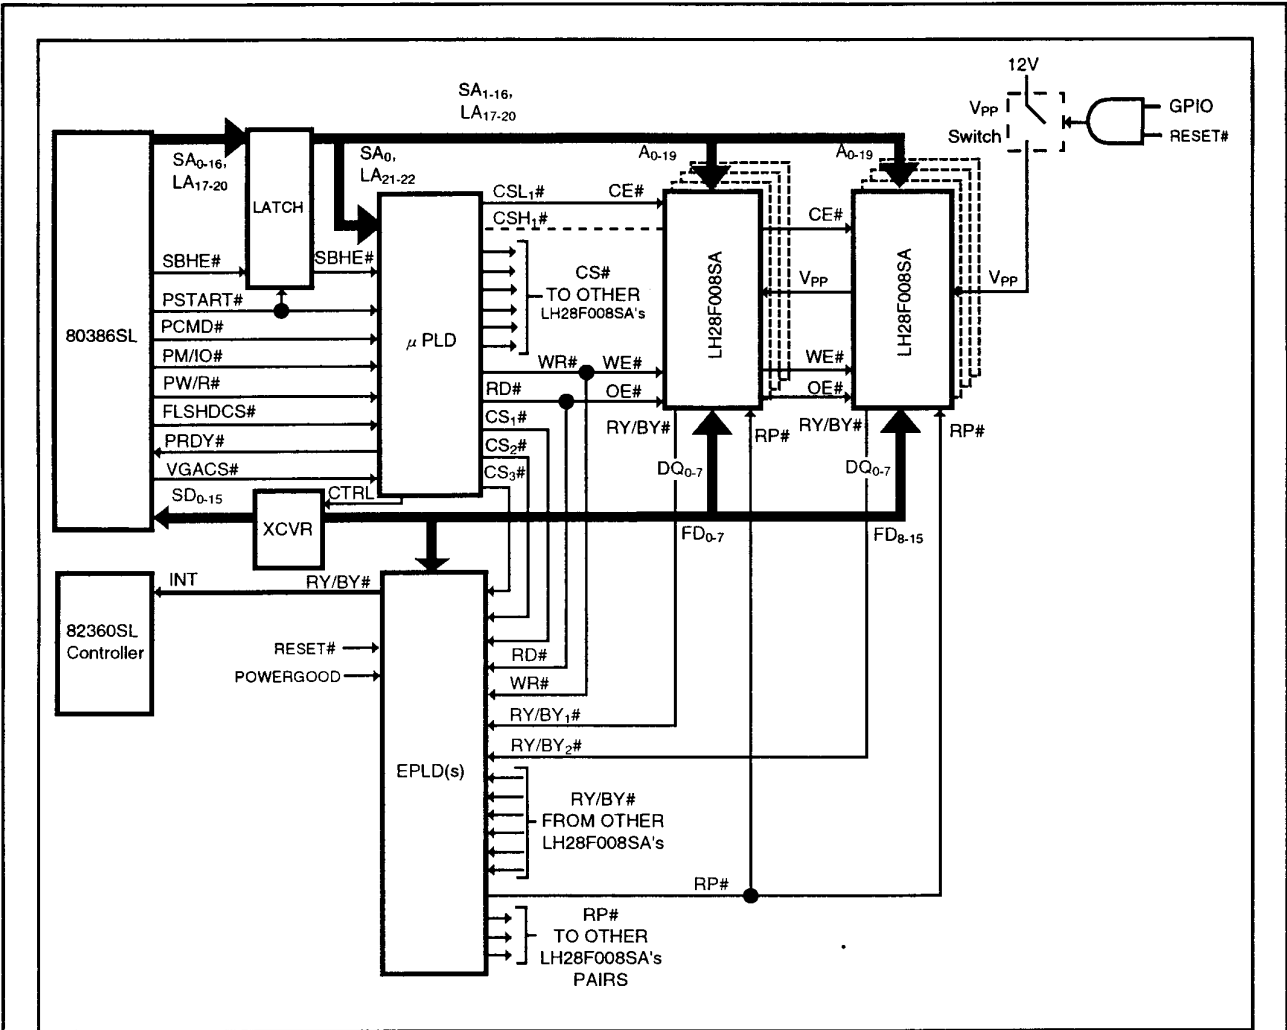 12V
SA1-16,
LA17-20
VPP
Switch
GPIO
RESET#
SA0-16,
LA17-20
SA0,
LA21-22
A0-19
A0-19
LATCH
CSL1#
CE#
CSH1#
CE#
SBHE#
SBHE#
CS#
TO OTHER
LH28F008SA's
VPP
VPP
PSTART#
80386SL
PCMD#
μ PLD
LH28F008SA
LH28F008SA
PM/IO#
WR#
WE#
WE#
PW/R#
RD#
OE#
OE#
FLSHDCS#
CS1#
RY/BY#
RP#
RY/BY#
RP#
PRDY#
CS2#
VGACS#
CS3#
DQ0-7
DQ0-7
SD0-15
CTRL
XCVR
FD0-7
FD8-15
INT
RY/BY#
82360SL
Controller
RESET#
RD#
POWERGOOD
WR#
RY/BY1#
RY/BY2#
EPLD(s)
RY/BY#
FROM OTHER
LH28F008SA's
RP#
RP#
TO OTHER
LH28F008SA's
PAIRS